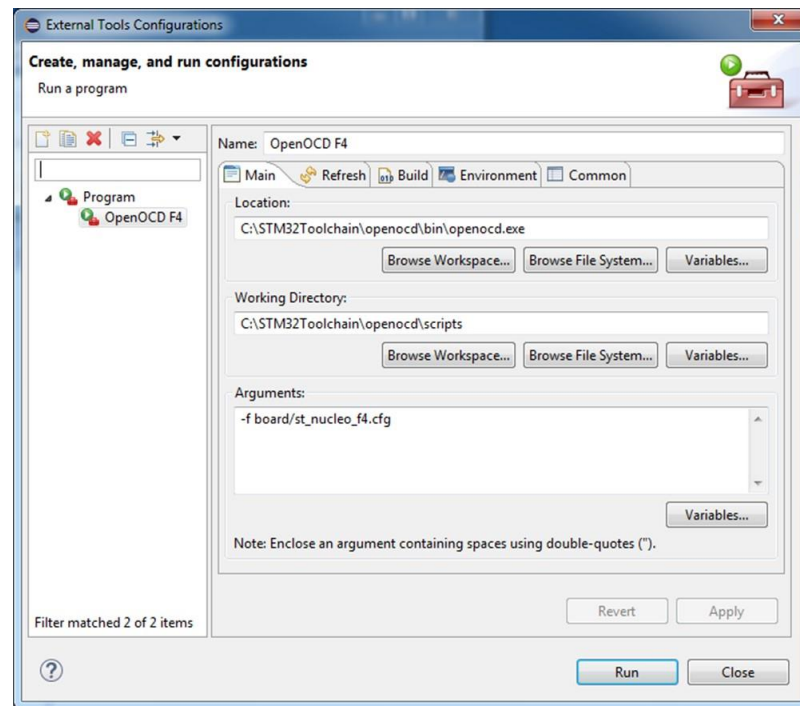 External Tools Configurations
Create, manage, and run configurations
Run a program
Name: OpenOCD F4
Main Refresh Build Environment Common
Program
OpenOCD F4
Location:
C:\STM32Toolchain\openocd\bin\openocd.exe
Browse Workspace... Browse File System... Variables...
Working Directory:
C:\STM32Toolchain\openocd\scripts
Browse Workspace... Browse File System... Variables...
Arguments:
-f board/st_nucleo_f4.cfg
Variables...
Note: Enclose an argument containing spaces using double-quotes (").
Filter matched 2 of 2 items
Revert Apply
Run Close